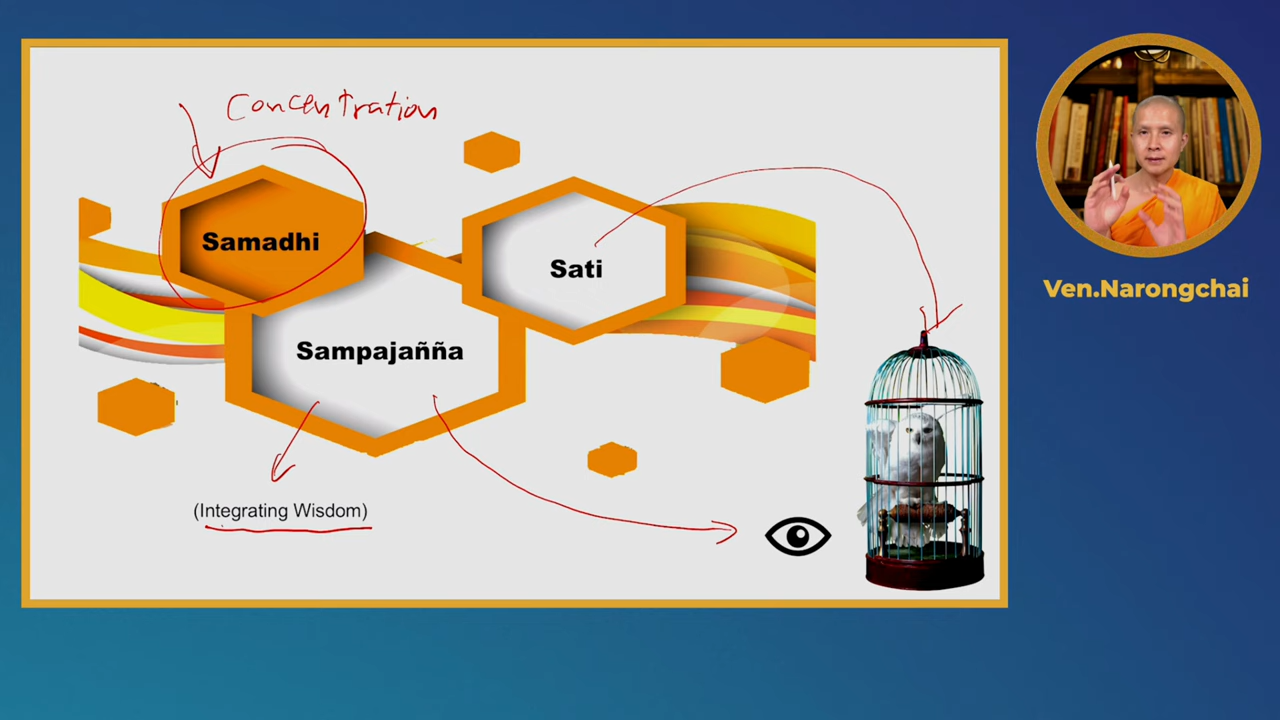 Concentration
Samadhi
Sati
Sampajañña
(Integrating Wisdom)
Ven.Narongchai